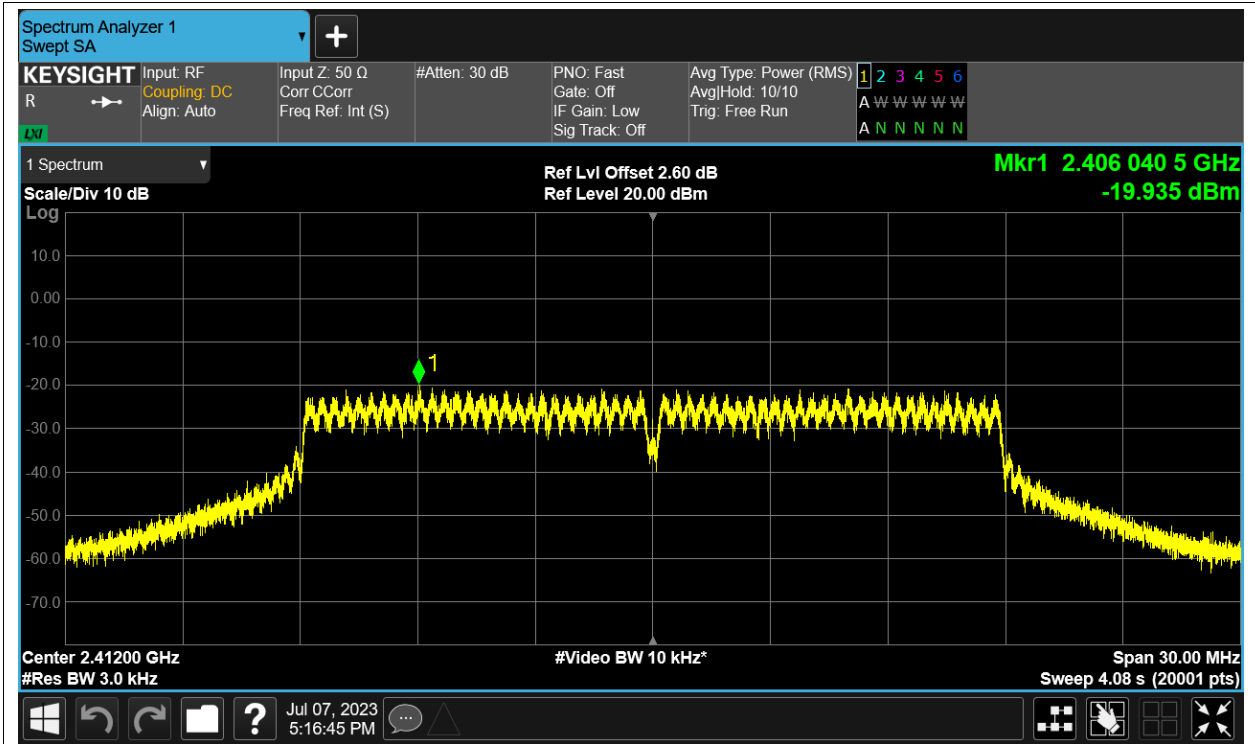 Spectrum Analyzer 1
Swept SA
KEYSIGHT
R
LXI
Input: RF
Coupling: DC
Align: Auto
Input Z: 50 Ω
Corr CCorr
Freq Ref: Int (S)
#Atten: 30 dB
PNO: Fast
Gate: Off
IF Gain: Low
Sig Track: Off
Avg Type: Power (RMS)
Avg|Hold: 10/10
Trig: Free Run
1 2 3 4 5 6
A W W W W W
A N N N N N
1 Spectrum
Scale/Div 10 dB
Ref Lvl Offset 2.60 dB
Ref Level 20.00 dBm
Mkr1 2.406 040 5 GHz
-19.935 dBm
Log
10.0
0.00
-10.0
1
-20.0
-30.0
-40.0
-50.0
-60.0
-70.0
Center 2.41200 GHz
#Video BW 10 kHz*
Span 30.00 MHz
#Res BW 3.0 kHz
Sweep 4.08 s (20001 pts)
?
Jul 07, 2023
5:16:45 PM